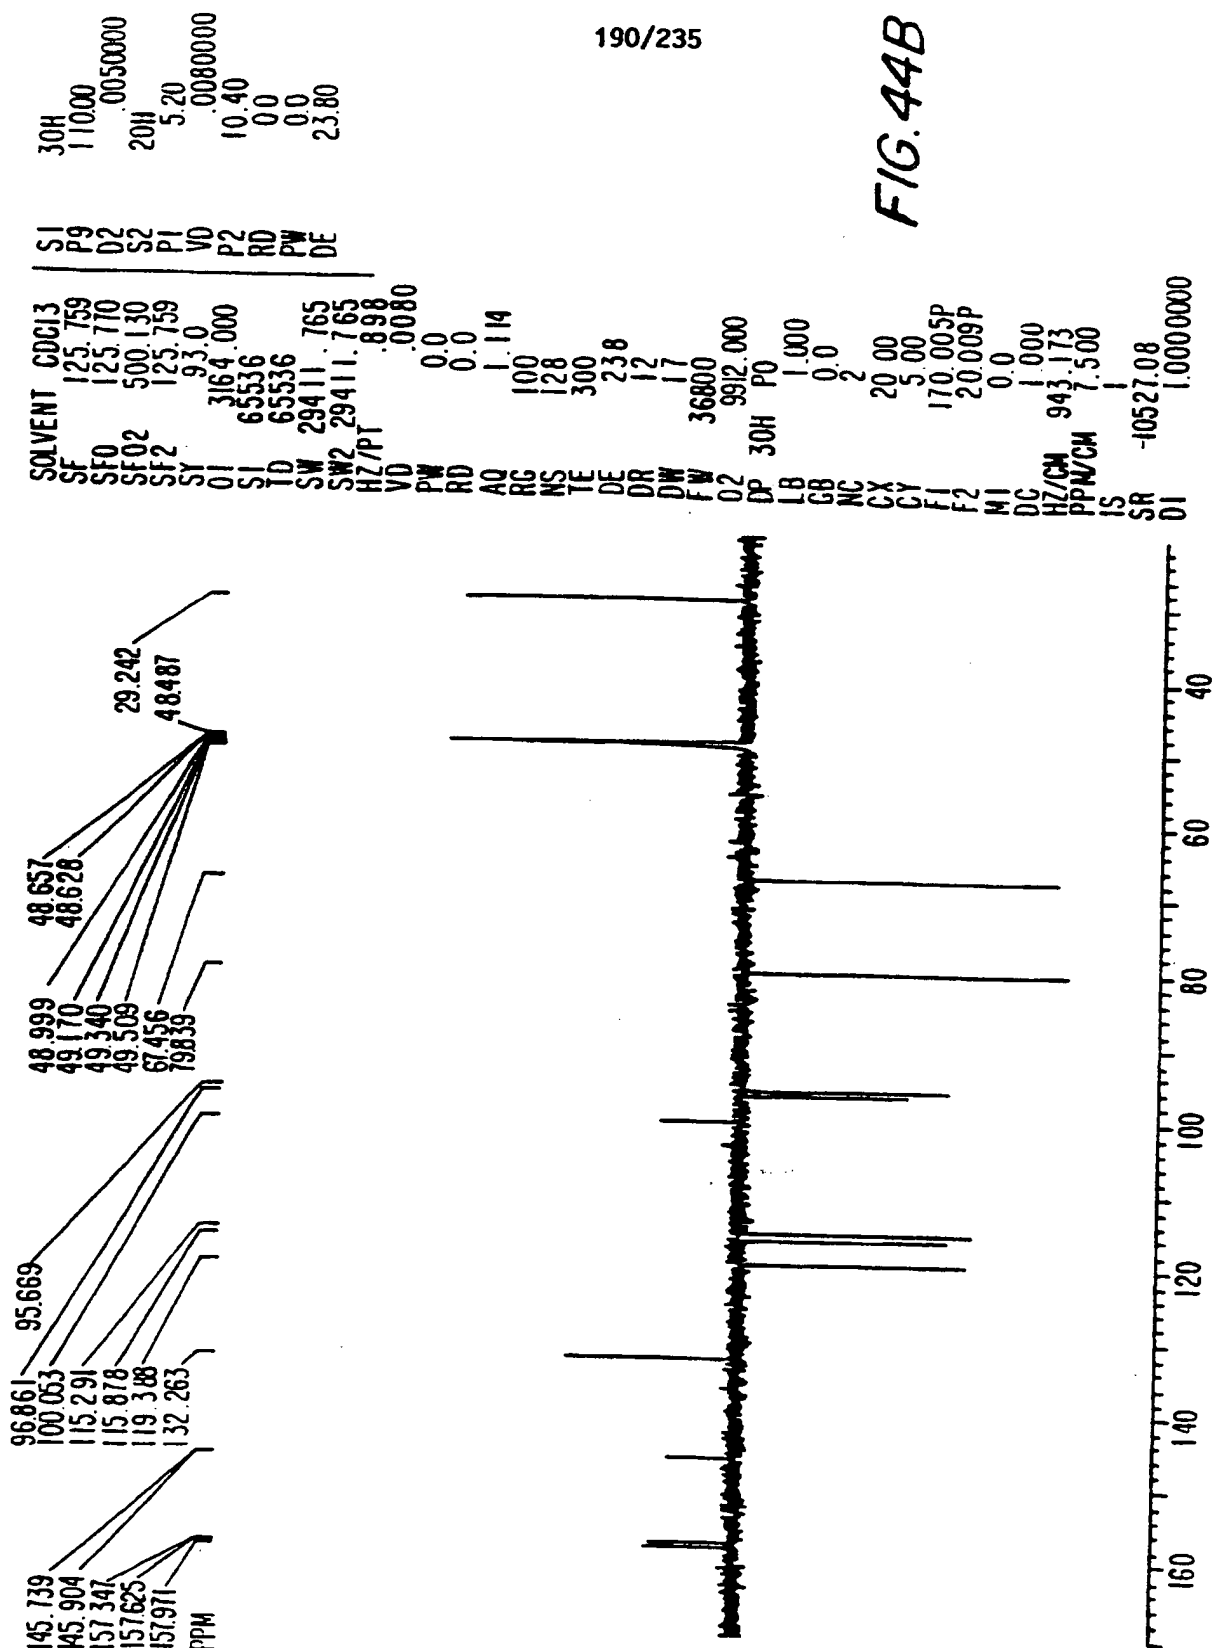 190/235
FIG. 44B
145.739
145.904
157.347
157.625
157.971
PPM
96.861
95.669
100.053
115.291
115.878
119.388
132.263
48.999
49.170
49.340
49.509
67.456
79.839
48.657
48.628
29.242
48.487
SOLVENT CDCl3
SF 125.759
SFO 125.770
SFO2 500.130
SF2 125.759
SY 93.0
O1 3164.000
SI 65536
TD 65536
SW 29411.765
SW2 29411.765
HZ/PT .898
VD .0080
PW 0.0
RD 0.0
AQ 1.114
RG 100
NS 128
TE 300
DE 23.8
DR 12
DW 17
FW 36800
O2 9912.000
DP 30H PO
LB 1.000
GB 0.0
NC 2
CX 20.00
CY 5.00
F1 170.005P
F2 20.009P
M1 0.0
DC 1.000
HZ/CM 943.173
PPM/CM 7.500
IS 1
SR -10527.08
D1 1.0000000
S1 30H
P9 110.00
D2 .0050000
S2 20H
P1 5.20
VD .0080000
P2 10.40
RD 0.0
PW 0.0
DE 23.80
160 140 120 100 80 60 40